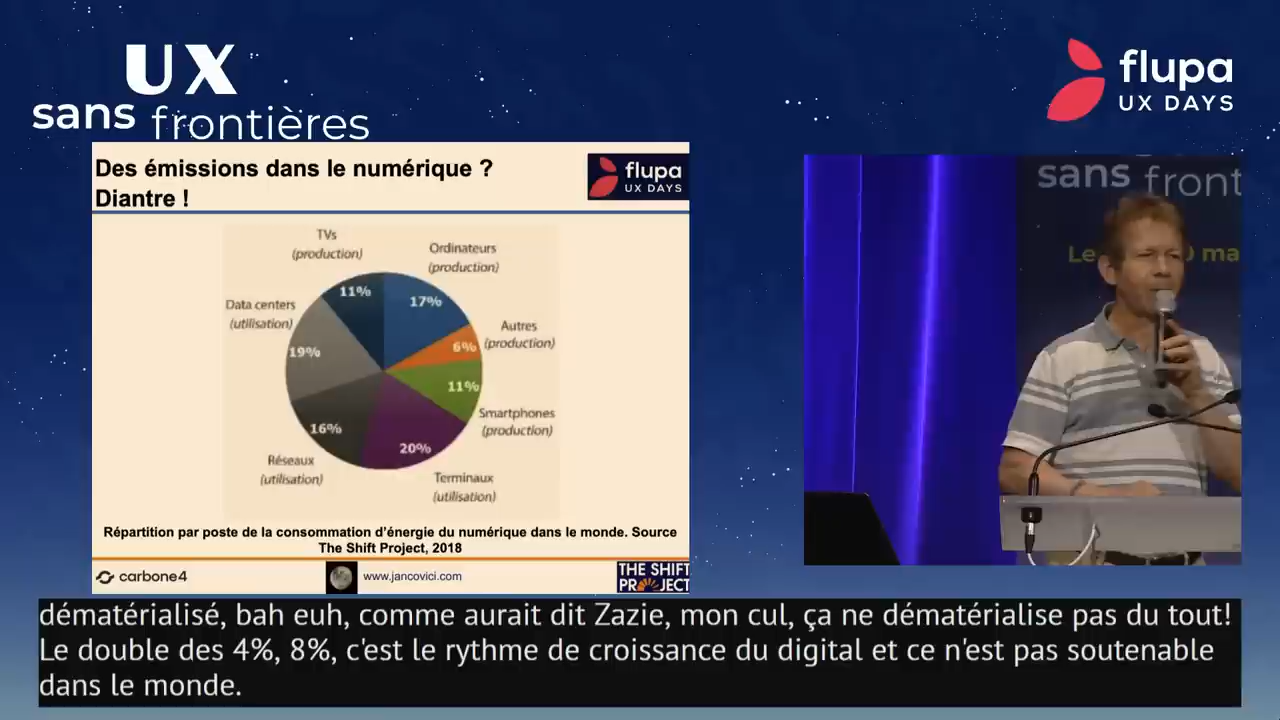 UX
sans frontières
flupa
UX DAYS
Des émissions dans le numérique ?
Diantre !
flupa
UX DAYS
TVs
(production)
Ordinateurs
(production)
11%
17%
Data centers
(utilisation)
Autres
(production)
19%
6%
11%
Smartphones
(production)
16%
20%
Réseaux
(utilisation)
Terminaux
(utilisation)
Répartition par poste de la consommation d'énergie du numérique dans le monde. Source
The Shift Project, 2018
carbone4
www.jancovici.com
THE SHIFT
PROJECT
sans front
Le
ma
dématérialisé, bah euh, comme aurait dit Zazie, mon cul, ça ne dématérialise pas du tout!
Le double des 4%, 8%, c'est le rythme de croissance du digital et ce n'est pas soutenable
dans le monde.